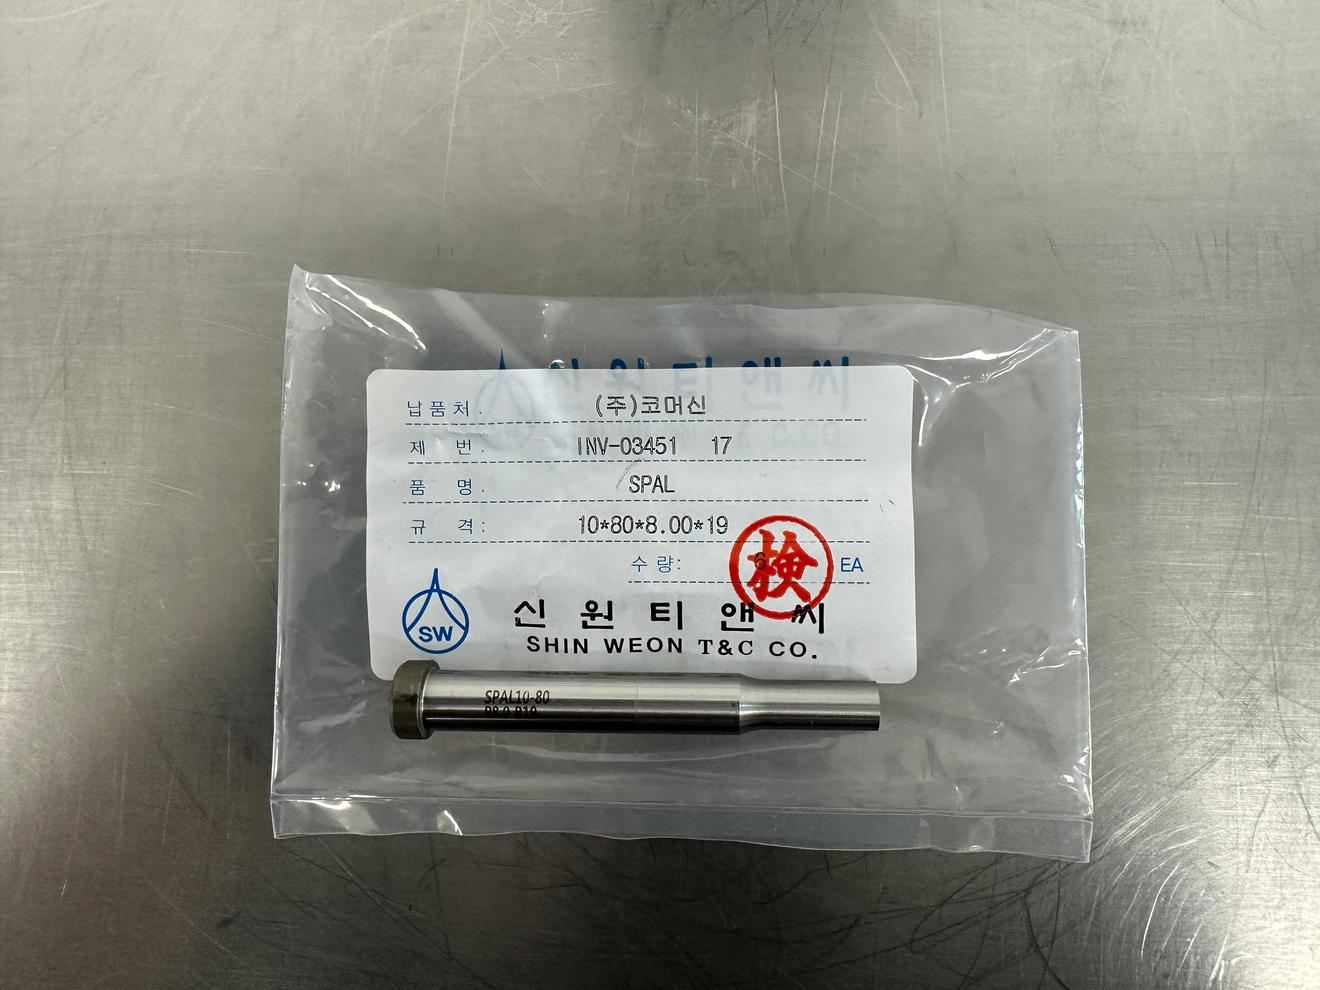 신원티앤씨
납품처. (주)코머신
제 번. INV-03451 17
품 명. SPAL
규 격: 10*80*8.00*19
수량: 6 EA
検
SW
신원티앤씨
SHIN WEON T&C CO.
SPAL10-80